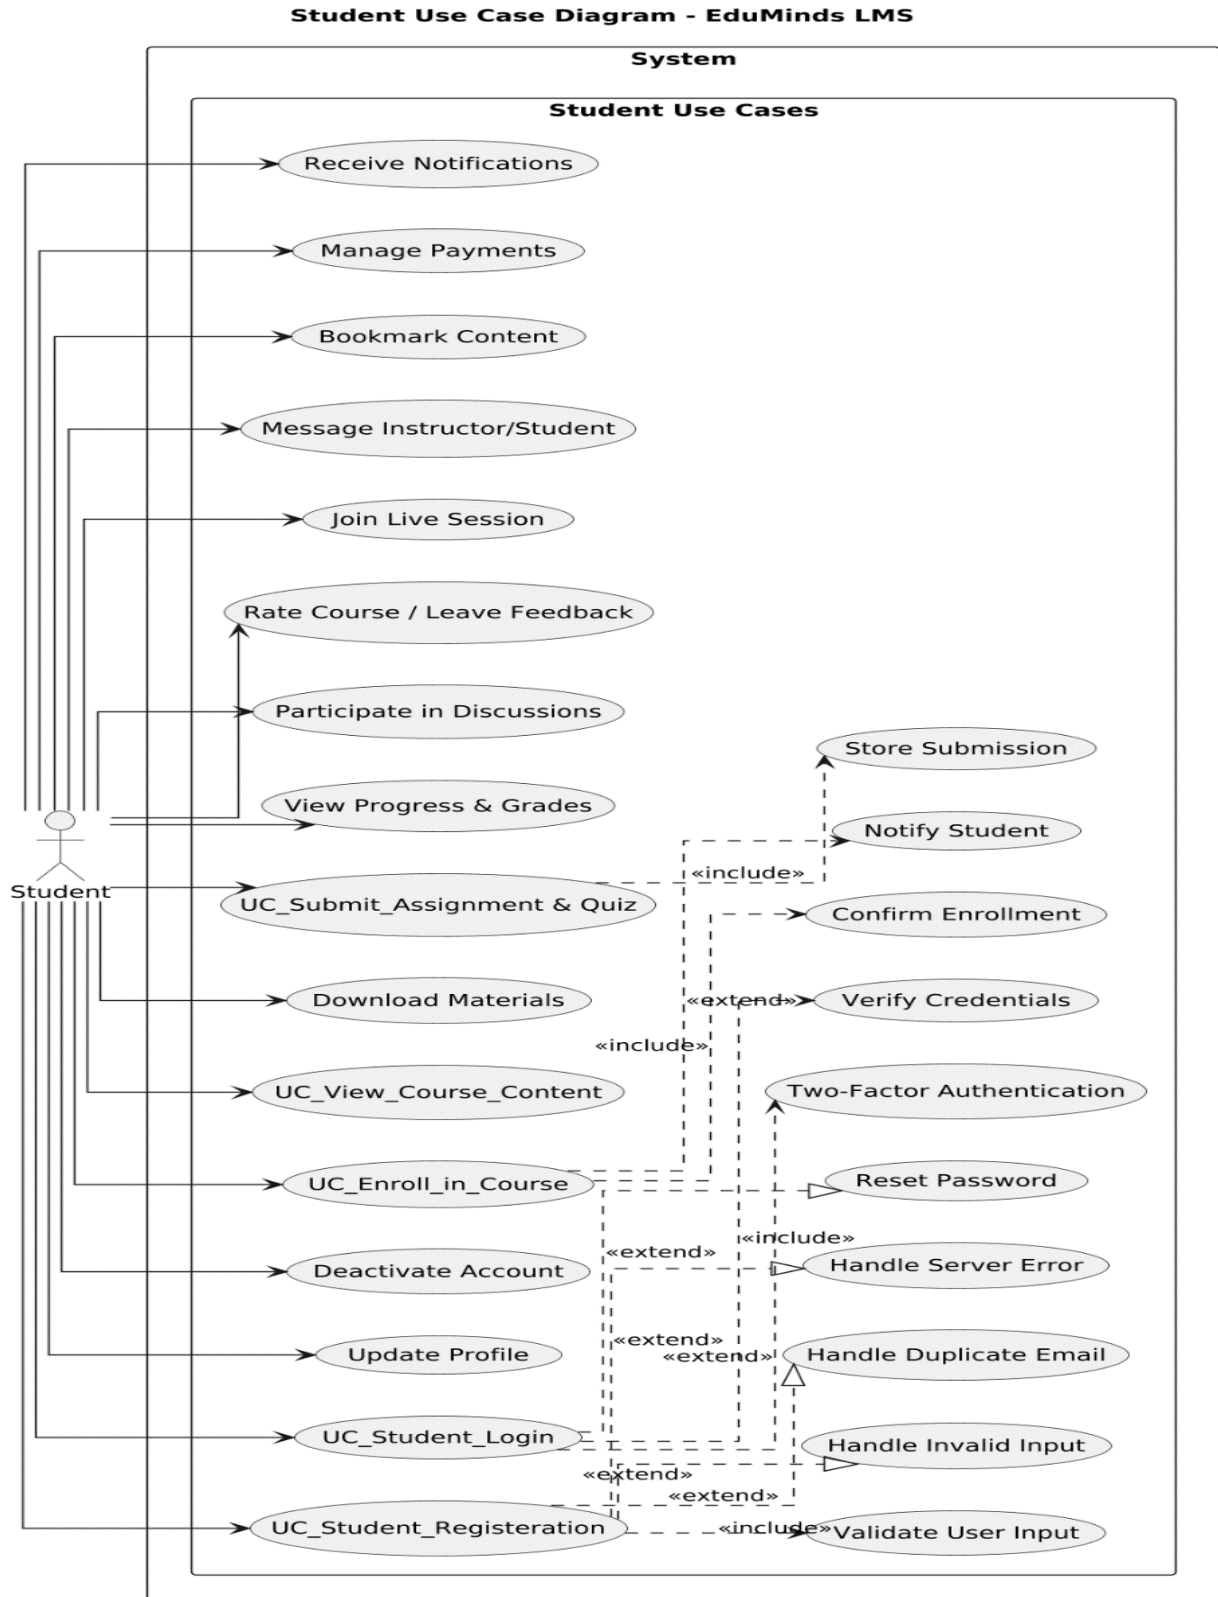 Student Use Case Diagram - EduMinds LMS
System
Student Use Cases
Receive Notifications
Manage Payments
Bookmark Content
Message Instructor/Student
Join Live Session
Rate Course / Leave Feedback
Participate in Discussions
Store Submission
View Progress & Grades
Notify Student
«include»
Student
UC_Submit_Assignment & Quiz
Confirm Enrollment
Download Materials
«extend»
Verify Credentials
«include»
UC_View_Course_Content
Two-Factor Authentication
UC_Enroll_in_Course
Reset Password
«include»
«extend»
Deactivate Account
Handle Server Error
«extend»
Update Profile
«extend»
Handle Duplicate Email
UC_Student_Login
Handle Invalid Input
«extend»
«extend»
UC_Student_Registeration
«include»
Validate User Input